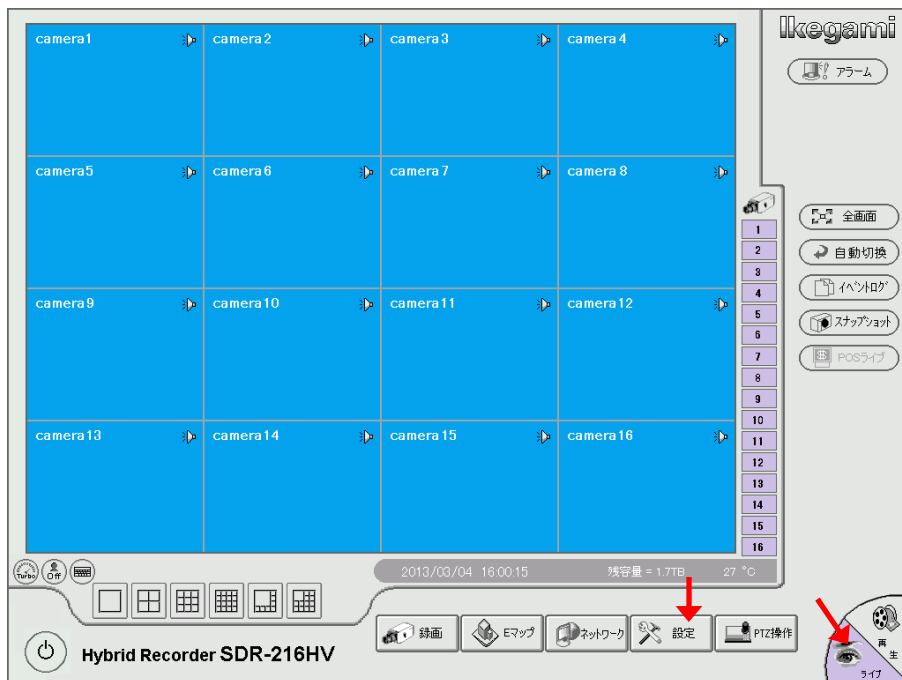 Ikegami
アラーム
camera1
camera2
camera3
camera4
camera5
camera6
camera7
camera8
camera9
camera10
camera11
camera12
camera13
camera14
camera15
camera16
1
2
3
4
5
6
7
8
9
10
11
12
13
14
15
16
全画面
自動切換
イベントログ
スナップショット
POSライブ
Turbo
Off
2013/03/04 16:00:15 残容量 = 1.7TB 27 °C
録画
Eマップ
ネットワーク
設定
PTZ操作
Hybrid Recorder SDR-216HV
再生
ライブ